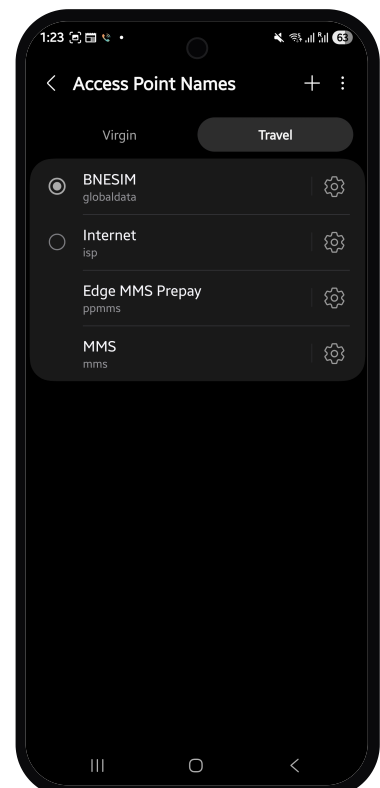 1:23
63
Access Point Names
Virgin
Travel
BNESIM
globaldata
Internet
isp
Edge MMS Prepay
ppmms
MMS
mms